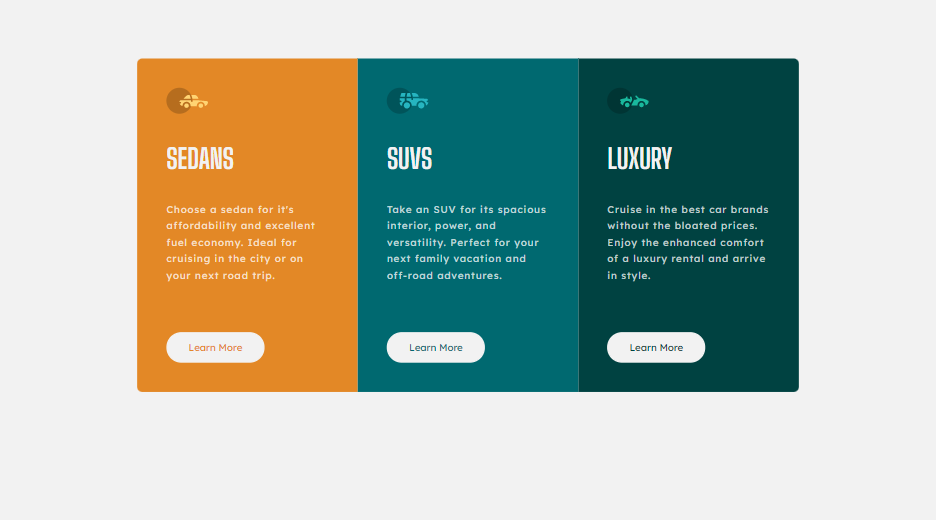 SEDANS
Choose a sedan for it's
affordability and excellent
fuel economy. Ideal for
cruising in the city or on
your next road trip.
Learn More
SUVS
Take an SUV for its spacious
interior, power, and
versatility. Perfect for your
next family vacation and
off-road adventures.
Learn More
LUXURY
Cruise in the best car brands
without the bloated prices.
Enjoy the enhanced comfort
of a luxury rental and arrive
in style.
Learn More